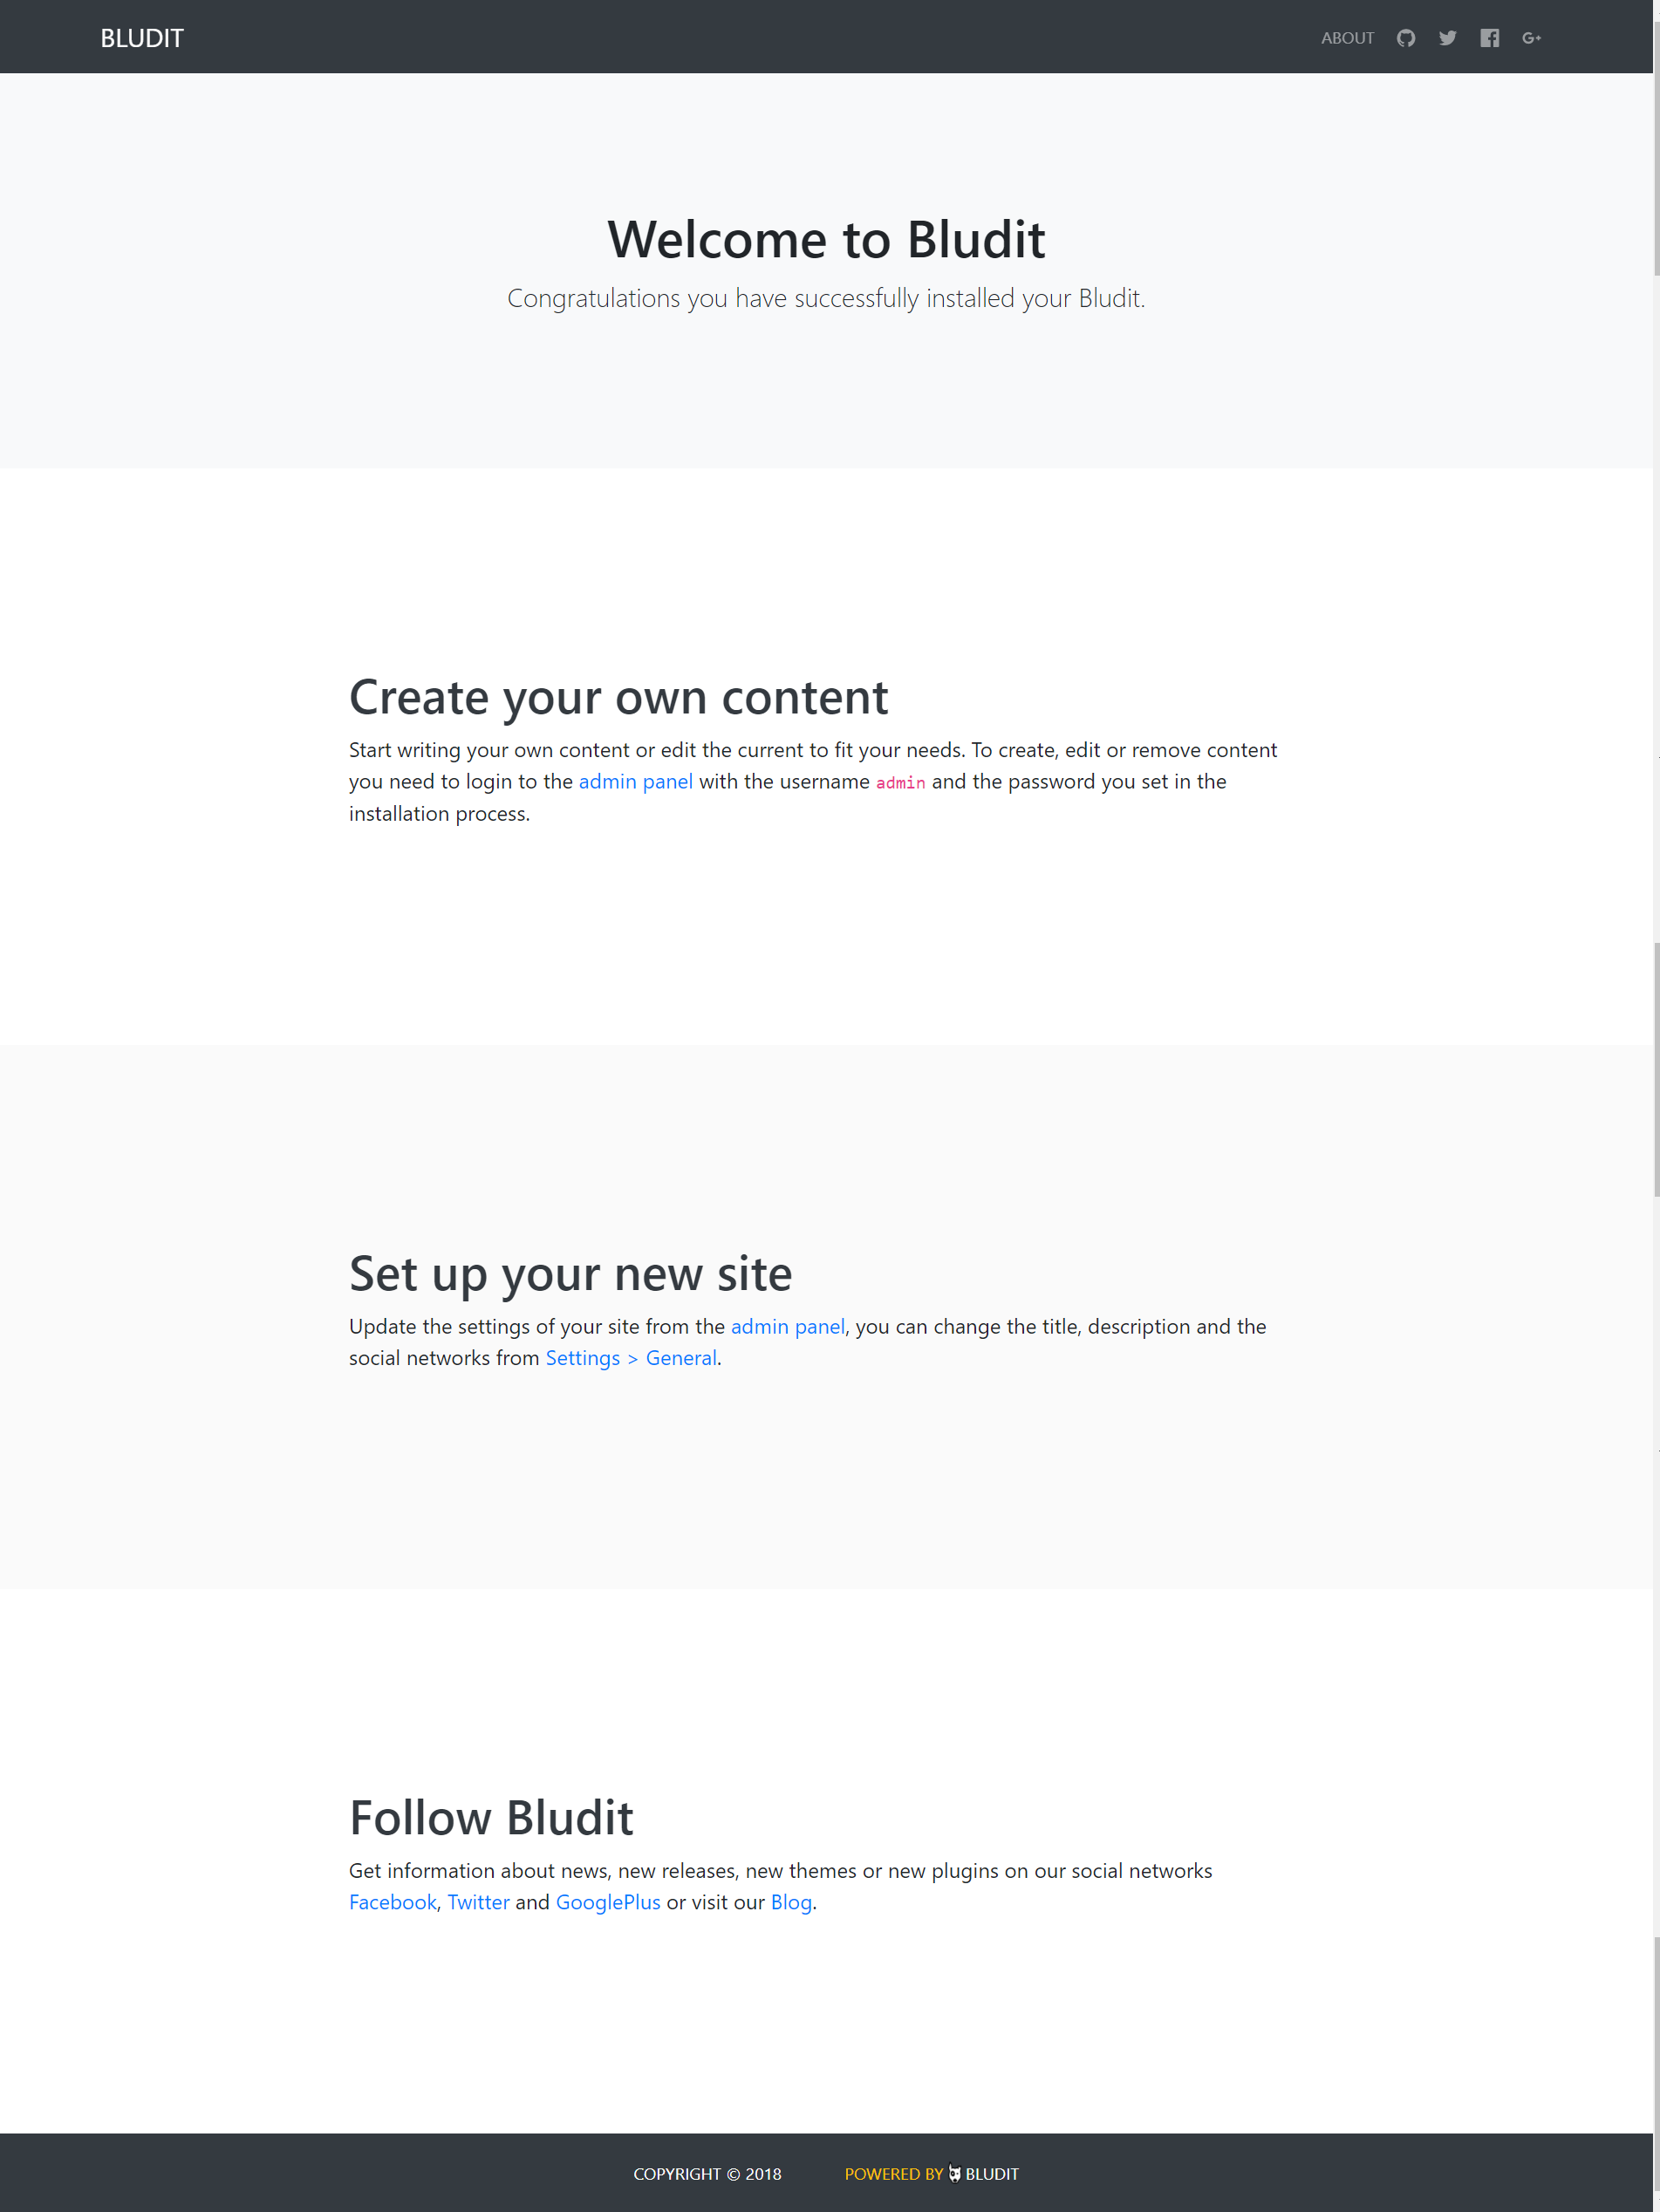 BLUDIT
ABOUT
Welcome to Bludit
Congratulations you have successfully installed your Bludit.
Create your own content
Start writing your own content or edit the current to fit your needs. To create, edit or remove content
you need to login to the admin panel with the username admin and the password you set in the
installation process.
Set up your new site
Update the settings of your site from the admin panel, you can change the title, description and the
social networks from Settings > General.
Follow Bludit
Get information about news, new releases, new themes or new plugins on our social networks
Facebook, Twitter and GooglePlus or visit our Blog.
COPYRIGHT © 2018 POWERED BY BLUDIT